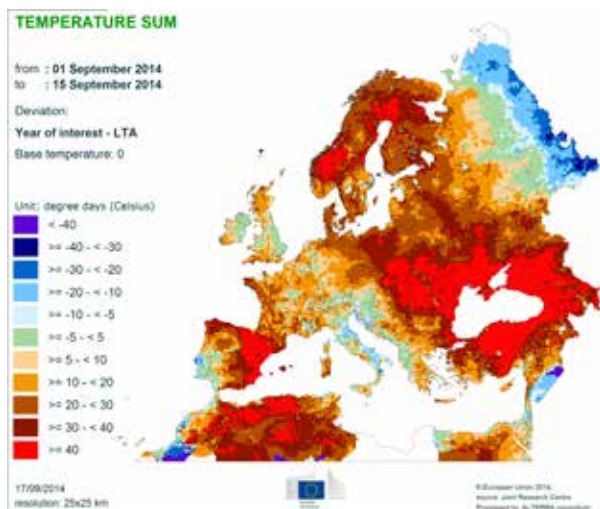 TEMPERATURE SUM
from : 01 September 2014
to : 15 September 2014
Deviation:
Year of interest - LTA
Base temperature: 0
Unit: degree days (Celsius)
< -40
>= -40 - < -30
>= -30 - < -20
>= -20 - < -10
>= -10 - < -5
>= -5 - < 5
>= 5 - < 10
>= 10 - < 20
>= 20 - < 30
>= 30 - < 40
>= 40
17/09/2014
resolution: 25x25 km
© European Union 2014
source: Joint Research Centre